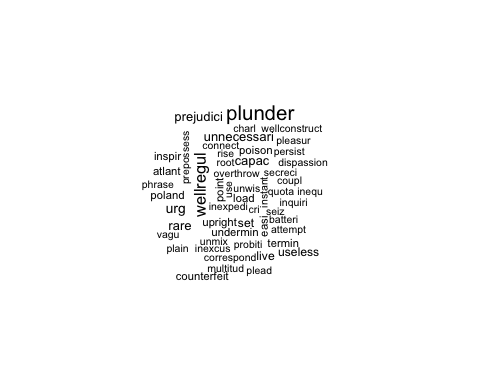 prejudici plunder
charl wellconstruct
unnecessari pleasur
connect
prepossess
inspir rise poison persist
root capac dispassion
atlant overthrow secreci
phrase wellregul point use unwis instant coupl
poland load quota inequ
urg inexpedi cri inquiri
seiz
rare upright set easi batteri
undermin attempt
vagu unmix termin
plain inexcus probiti useless
correspond live
multitud plead
counterfeit